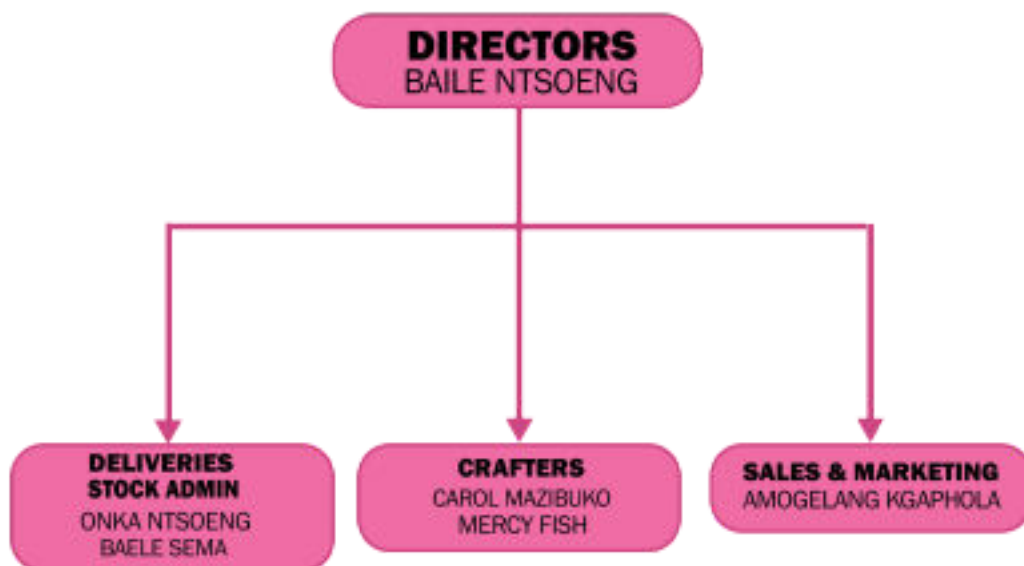 DIRECTORS
BAILE NTSOENG
DELIVERIES
STOCK ADMIN
ONKA NTSOENG
BAELE SEMA
CRAFTERS
CAROL MAZIBUKO
MERCY FISH
SALES & MARKETING
AMOGELANG KGAPHOLA